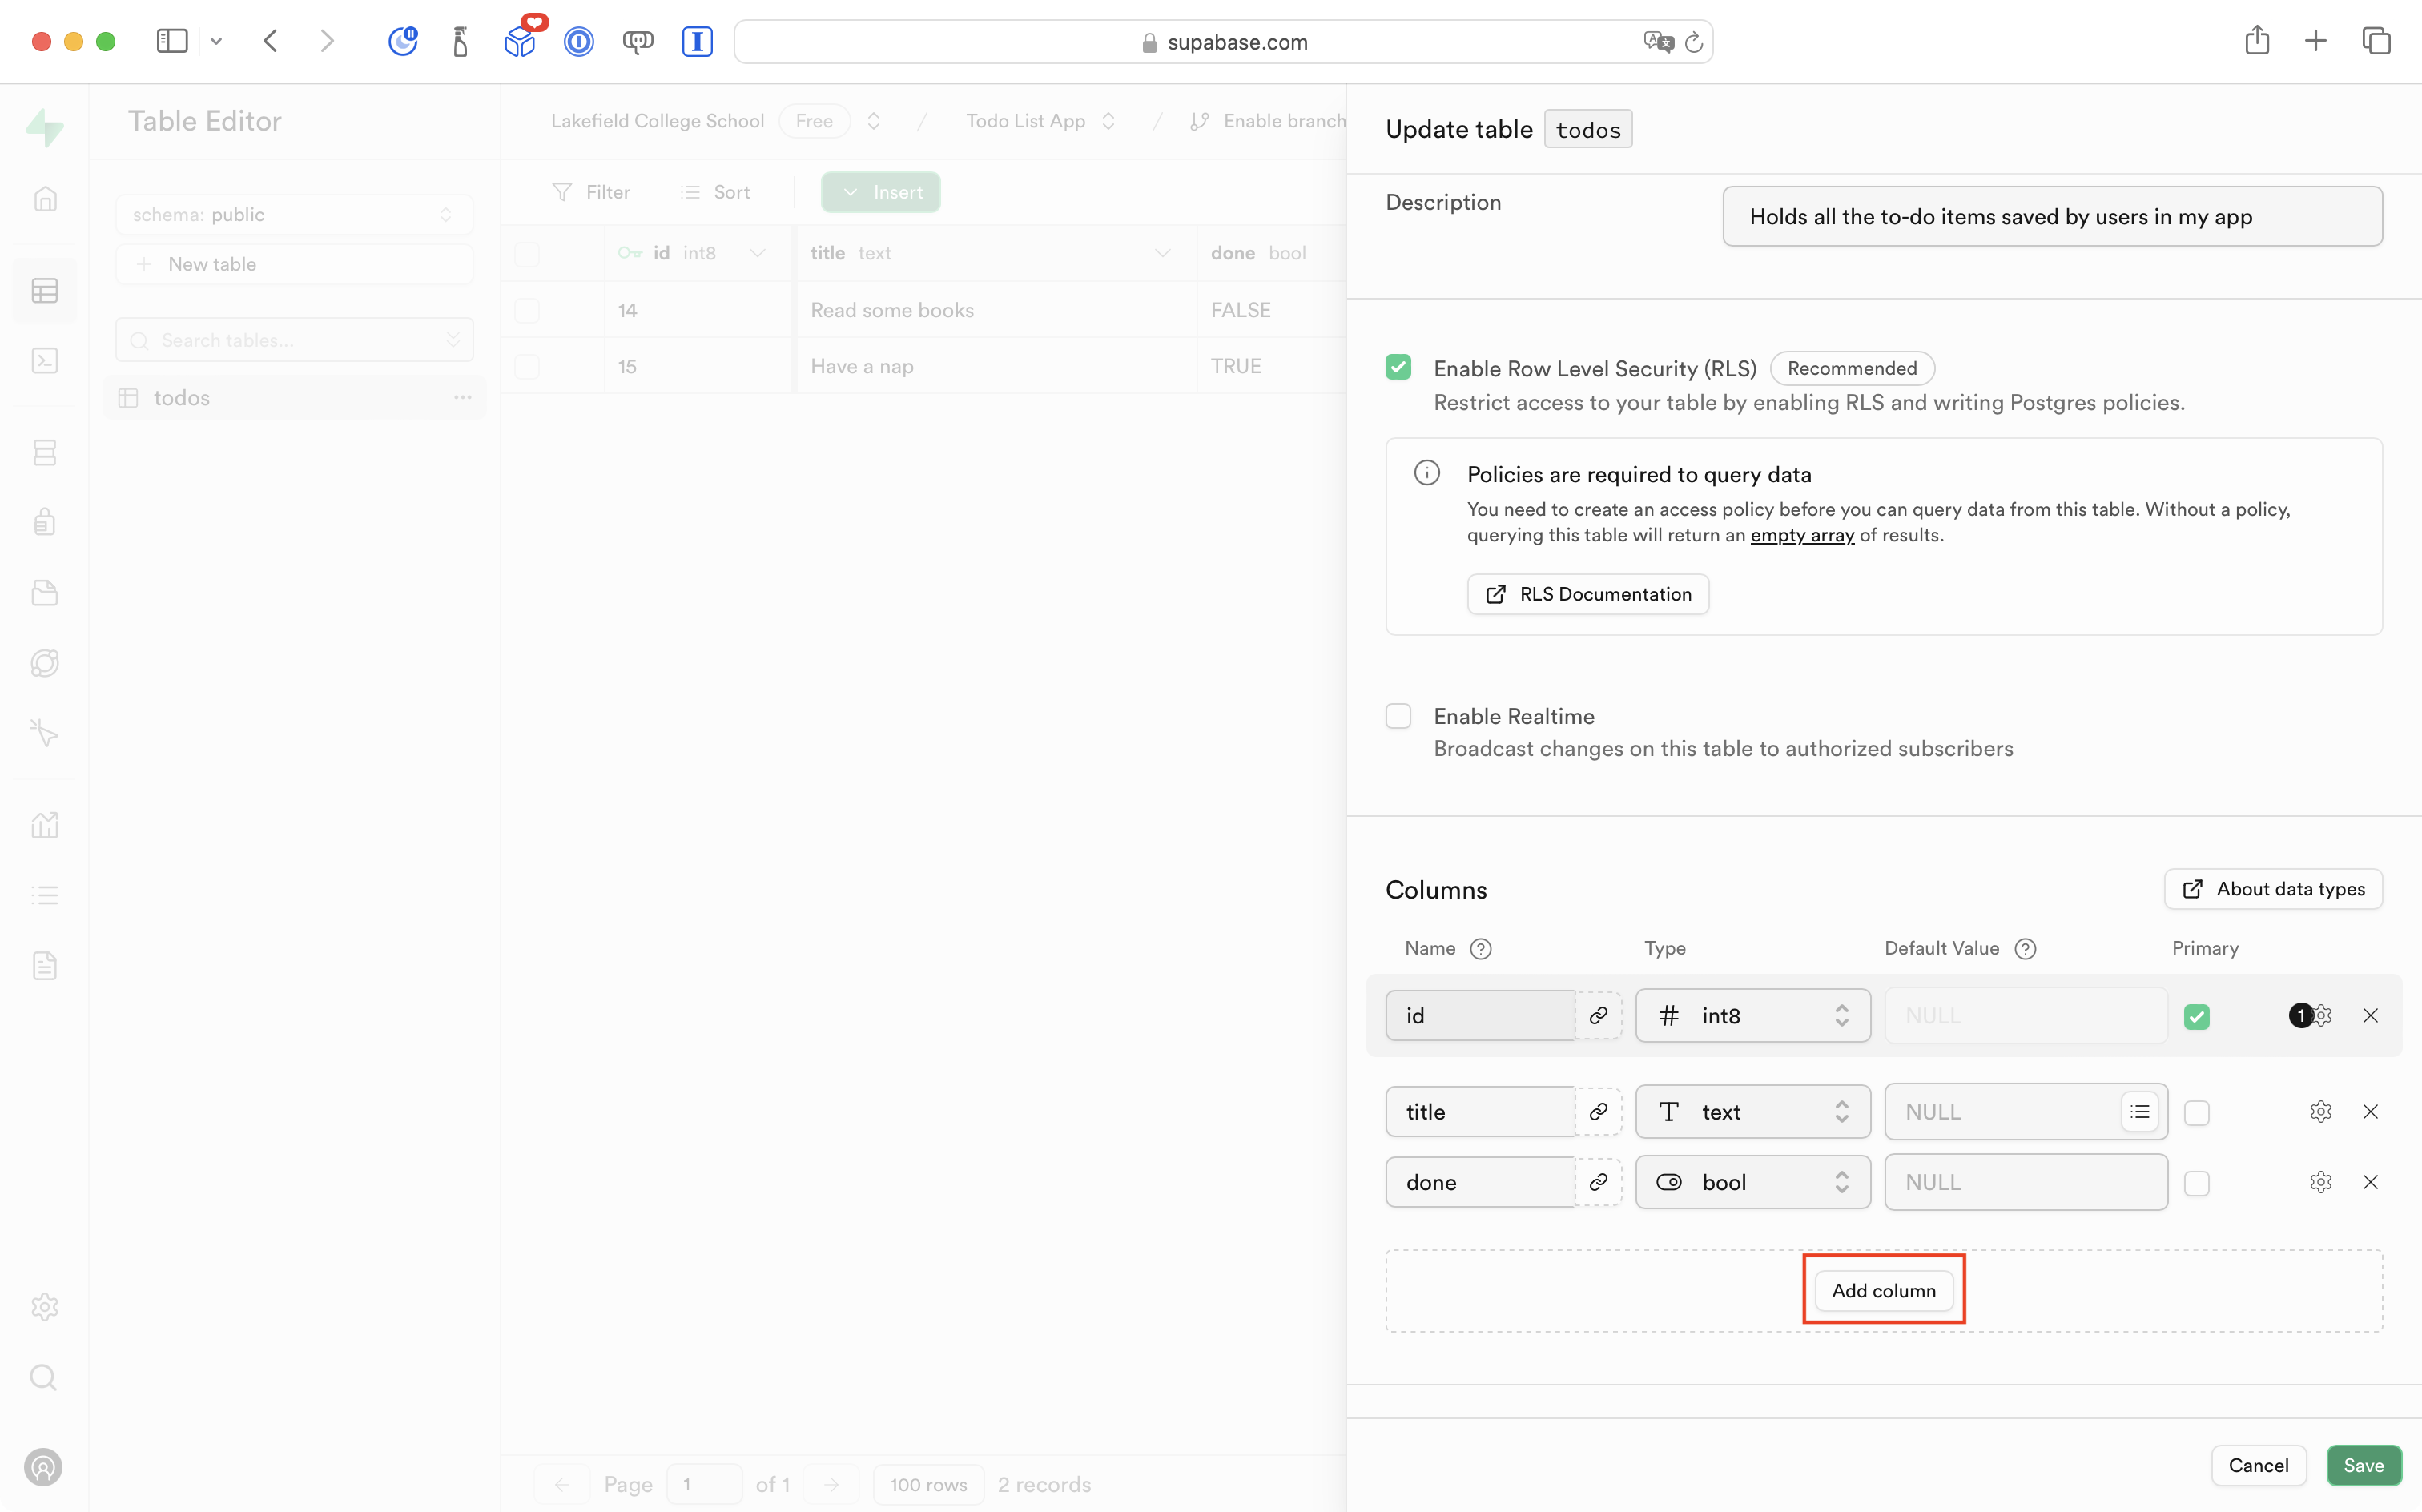 supabase.com
Table Editor
Lakefield College School Free / Todo List App / Enable branch
schema: public
New table
Search tables...
todos
Filter Sort Insert
id int8 title text done bool
14 Read some books FALSE
15 Have a nap TRUE
Page 1 of 1 100 rows 2 records
Update table todos
Description Holds all the to-do items saved by users in my app
Enable Row Level Security (RLS) Recommended
Restrict access to your table by enabling RLS and writing Postgres policies.
Policies are required to query data
You need to create an access policy before you can query data from this table. Without a policy,
querying this table will return an empty array of results.
RLS Documentation
Enable Realtime
Broadcast changes on this table to authorized subscribers
Columns About data types
Name Type Default Value Primary
id int8 NULL 1
title text NULL
done bool NULL
Add column
Cancel Save